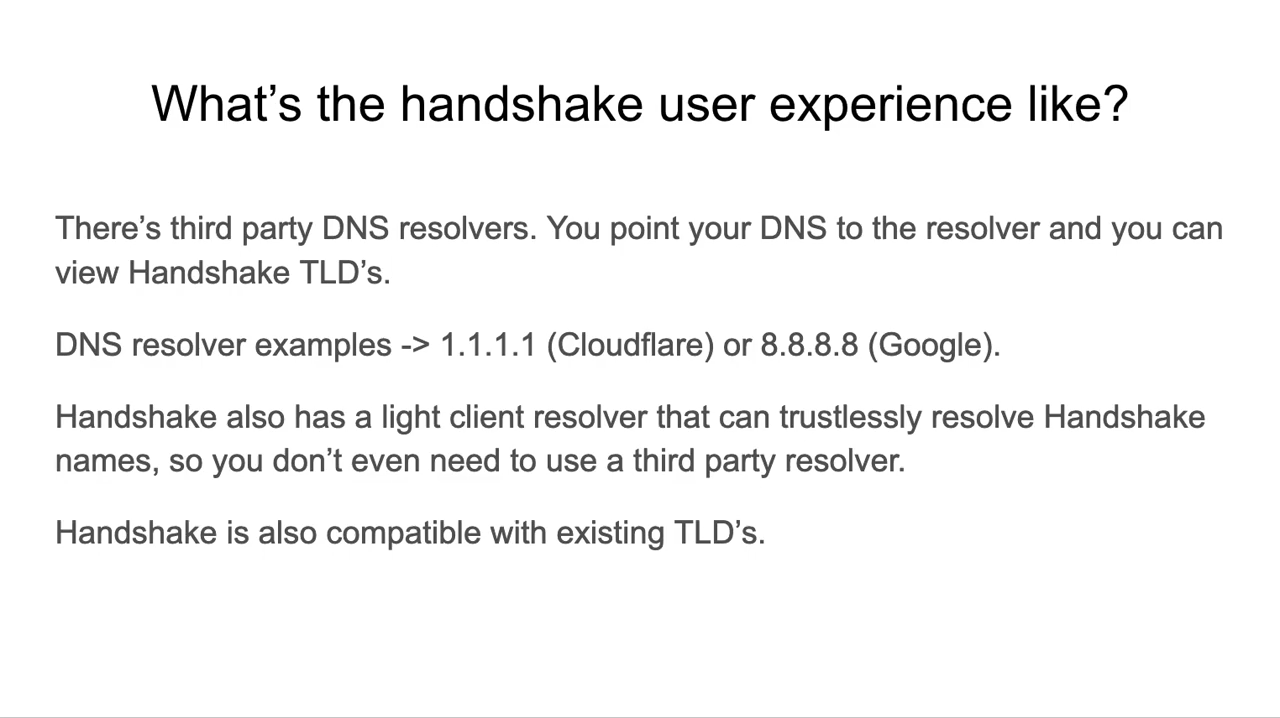 What’s the handshake user experience like?
There’s third party DNS resolvers. You point your DNS to the resolver and you can
view Handshake TLD’s.
DNS resolver examples -> 1.1.1.1 (Cloudflare) or 8.8.8.8 (Google).
Handshake also has a light client resolver that can trustlessly resolve Handshake
names, so you don’t even need to use a third party resolver.
Handshake is also compatible with existing TLD’s.